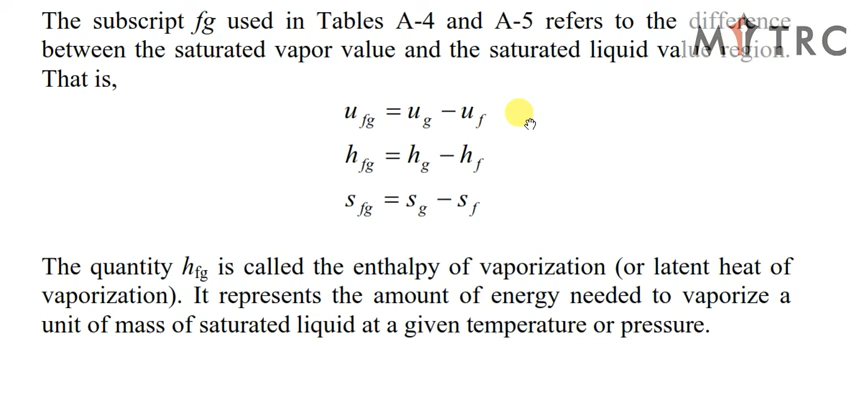 The subscript fg used in Tables A-4 and A-5 refers to the difference
between the saturated vapor value and the saturated liquid value region.
That is,
u_fg = u_g − u_f
h_fg = h_g − h_f
s_fg = s_g − s_f
The quantity h_fg is called the enthalpy of vaporization (or latent heat of
vaporization). It represents the amount of energy needed to vaporize a
unit of mass of saturated liquid at a given temperature or pressure.